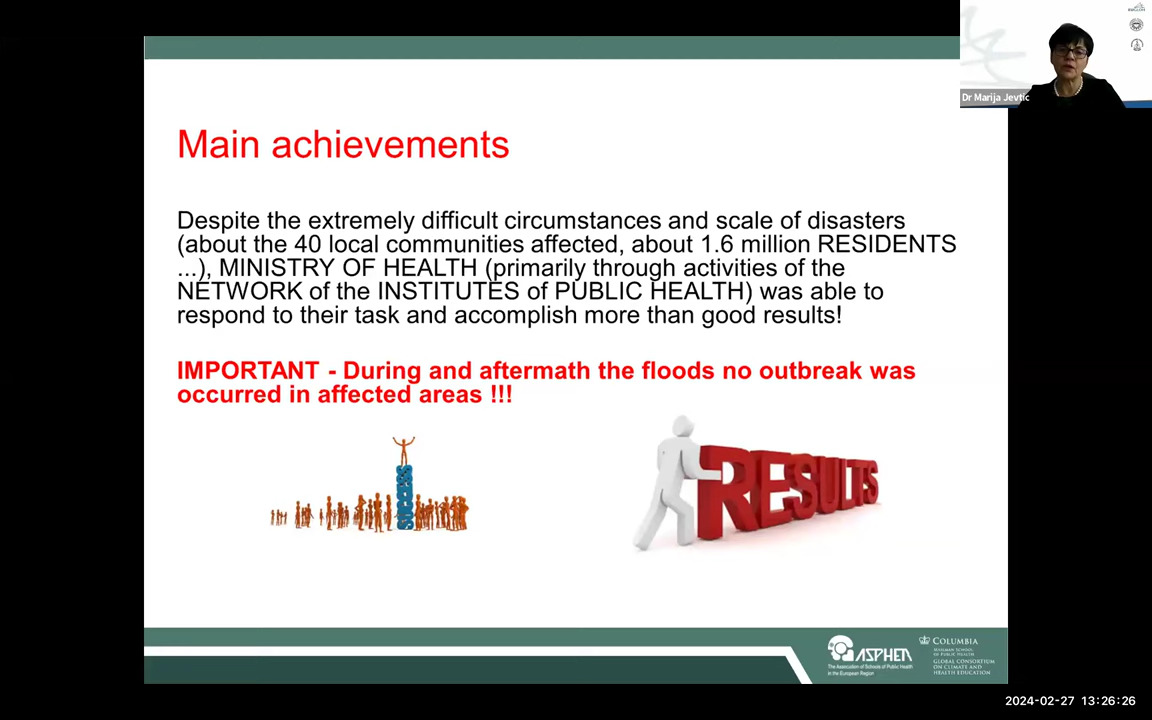 Dr Marija Jevtic
Main achievements
Despite the extremely difficult circumstances and scale of disasters
(about the 40 local communities affected, about 1.6 million RESIDENTS
...), MINISTRY OF HEALTH (primarily through activities of the
NETWORK of the INSTITUTES of PUBLIC HEALTH) was able to
respond to their task and accomplish more than good results!
IMPORTANT - During and aftermath the floods no outbreak was
occurred in affected areas !!!
SUCCESS
RESULTS
ASPHER
The Association of Schools of Public Health
in the European Region
COLUMBIA
MAILMAN SCHOOL
OF PUBLIC HEALTH
GLOBAL CONSORTIUM
ON CLIMATE AND
HEALTH EDUCATION
2024-02-27 13:26:26